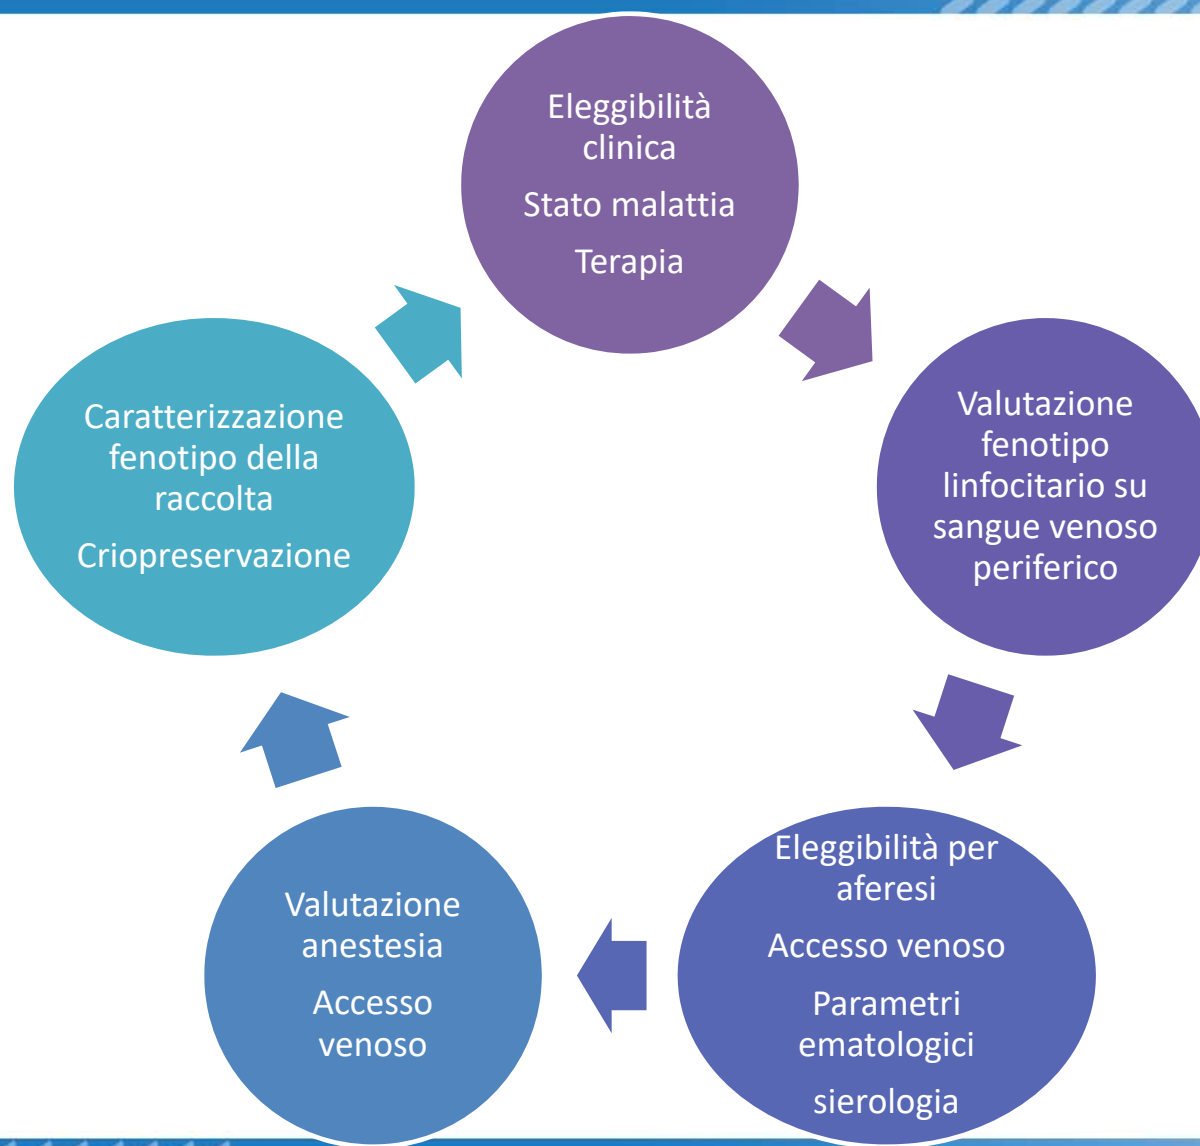 Eleggibilità
clinica
Stato malattia
Terapia
Valutazione
fenotipo
linfocitario su
sangue venoso
periferico
Eleggibilità per
aferesi
Accesso venoso
Parametri
ematologici
sierologia
Valutazione
anestesia
Accesso
venoso
Caratterizzazione
fenotipo della
raccolta
Criopreservazione